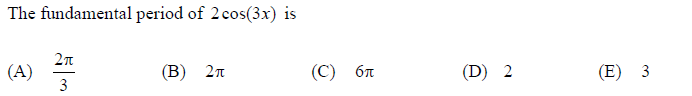 The fundamental period of 2cos(3x) is
(A) 2π/3 (B) 2π (C) 6π (D) 2 (E) 3